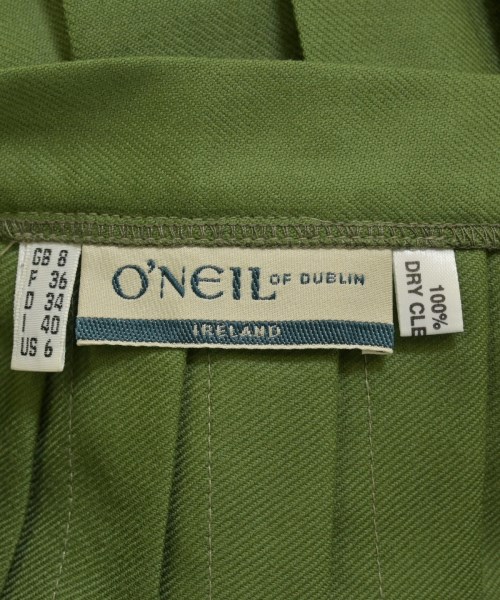 GB 8
F 36
D 34
I 40
US 6
O'NEIL OF DUBLIN
IRELAND
100%
DRY CLE